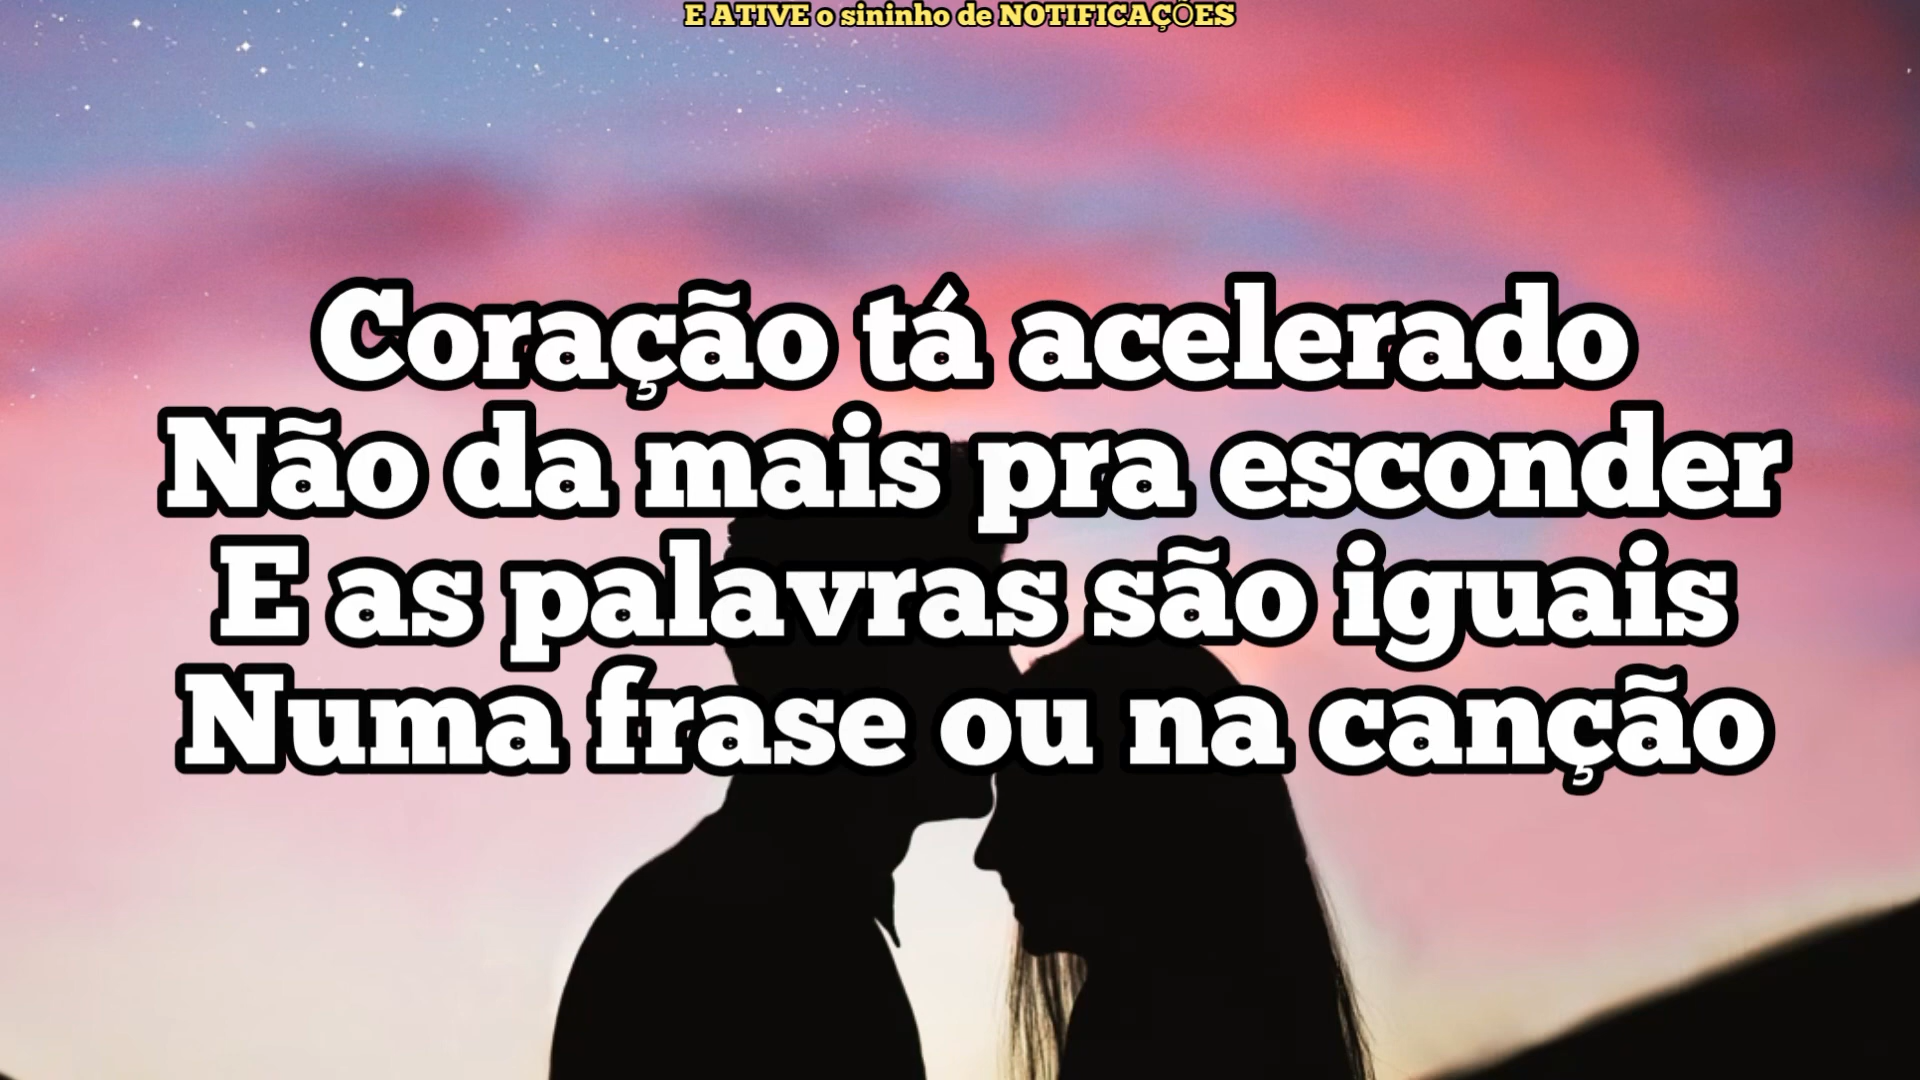 E ATIVE o sininho de NOTIFICAÇÕES
Coração tá acelerado
Não da mais pra esconder
E as palavras são iguais
Numa frase ou na canção